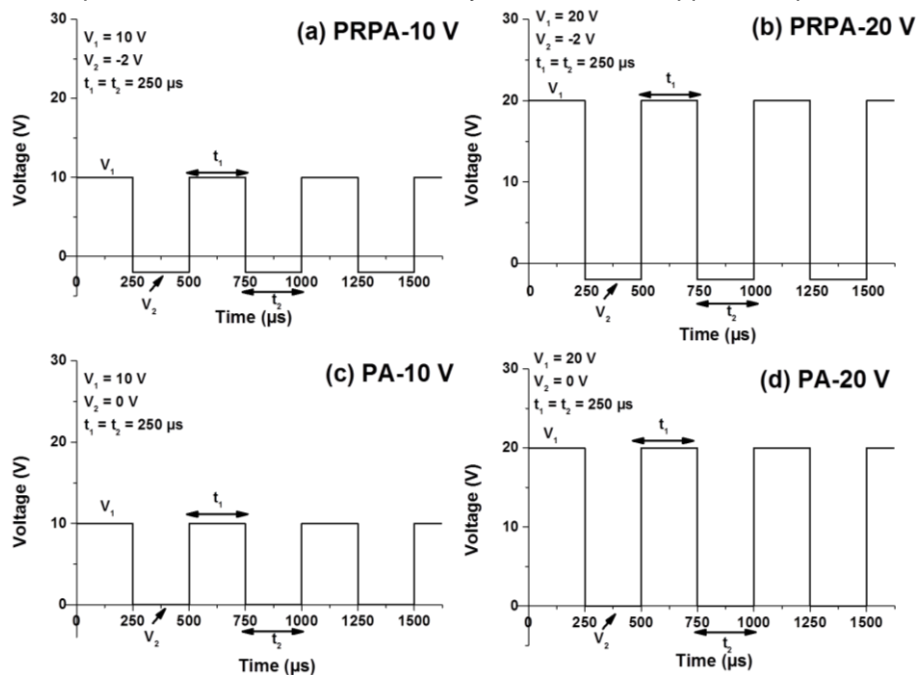 (a) PRPA-10 V
V₁ = 10 V
V₂ = -2 V
t₁ = t₂ = 250 µs
V₁
t₁
30
20
10
0
Voltage (V)
0 250 500 750 1000 1250 1500
V₂
t₂
Time (µs)
(b) PRPA-20 V
V₁ = 20 V
V₂ = -2 V
t₁ = t₂ = 250 µs
V₁
t₁
30
20
10
0
Voltage (V)
0 250 500 750 1000 1250 1500
V₂
t₂
Time (µs)
(c) PA-10 V
V₁ = 10 V
V₂ = 0 V
t₁ = t₂ = 250 µs
V₁
t₁
30
20
10
0
Voltage (V)
0 250 500 750 1000 1250 1500
V₂
t₂
Time (µs)
(d) PA-20 V
V₁ = 20 V
V₂ = 0 V
t₁ = t₂ = 250 µs
V₁
t₁
30
20
10
0
Voltage (V)
0 250 500 750 1000 1250 1500
V₂
t₂
Time (µs)